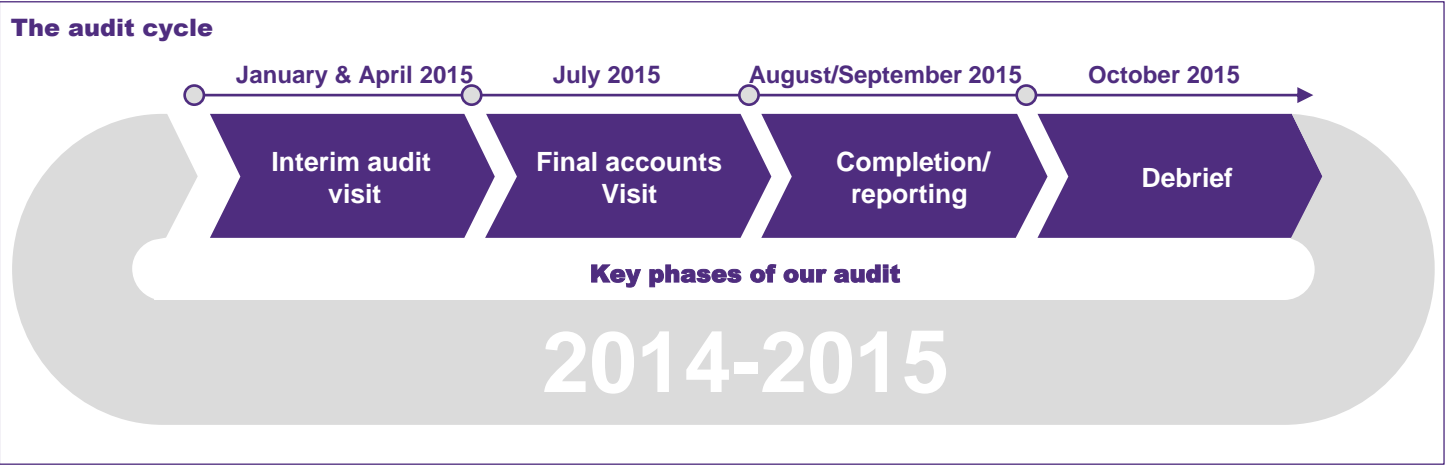 The audit cycle
January & April 2015
July 2015
August/September 2015
October 2015
Interim audit
visit
Final accounts
Visit
Completion/
reporting
Debrief
Key phases of our audit
2014-2015